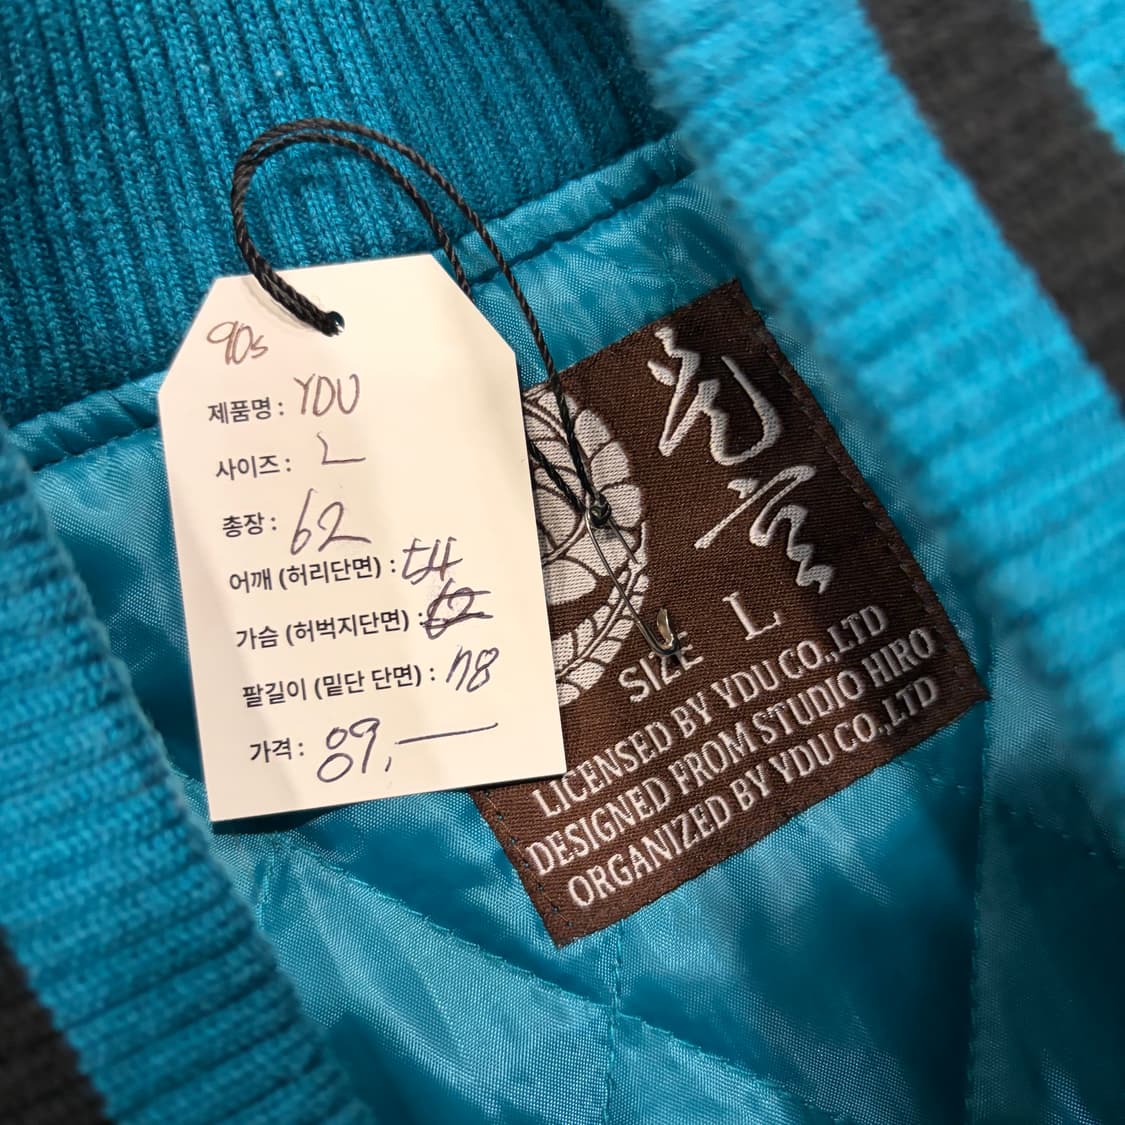 90s
제품명 : YDU
사이즈 : L
총장 : 62
어깨 (허리단면) : 54
가슴 (허벅지단면) : 62
팔길이 (밑단 단면) : 78
가격 : 89,—
SIZE L
LICENSED BY YDU CO.,LTD
DESIGNED FROM STUDIO HIRO
ORGANIZED BY YDU CO.,LTD